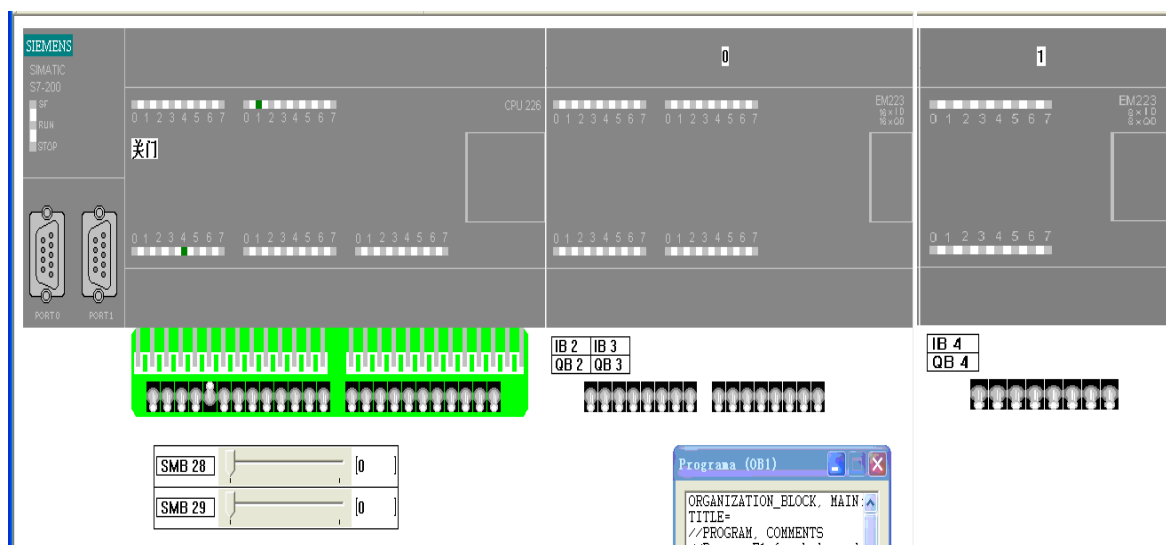 SIEMENS
SIMATIC
S7-200
SF
RUN
STOP
PORT0 PORT1
0 1 2 3 4 5 6 7 0 1 2 3 4 5 6 7
CPU 226
关门
0 1 2 3 4 5 6 7 0 1 2 3 4 5 6 7 0 1 2 3 4 5 6 7
0
0 1 2 3 4 5 6 7 0 1 2 3 4 5 6 7
EM223
16×ID
16×QD
0 1 2 3 4 5 6 7 0 1 2 3 4 5 6 7
1
0 1 2 3 4 5 6 7
EM223
8×ID
8×QD
0 1 2 3 4 5 6 7
IB 2 IB 3
QB 2 QB 3
IB 4
QB 4
SMB 28 [0 ]
SMB 29 [0 ]
Programa (OB1)
ORGANIZATION_BLOCK, MAIN:
TITLE=
//PROGRAM, COMMENTS